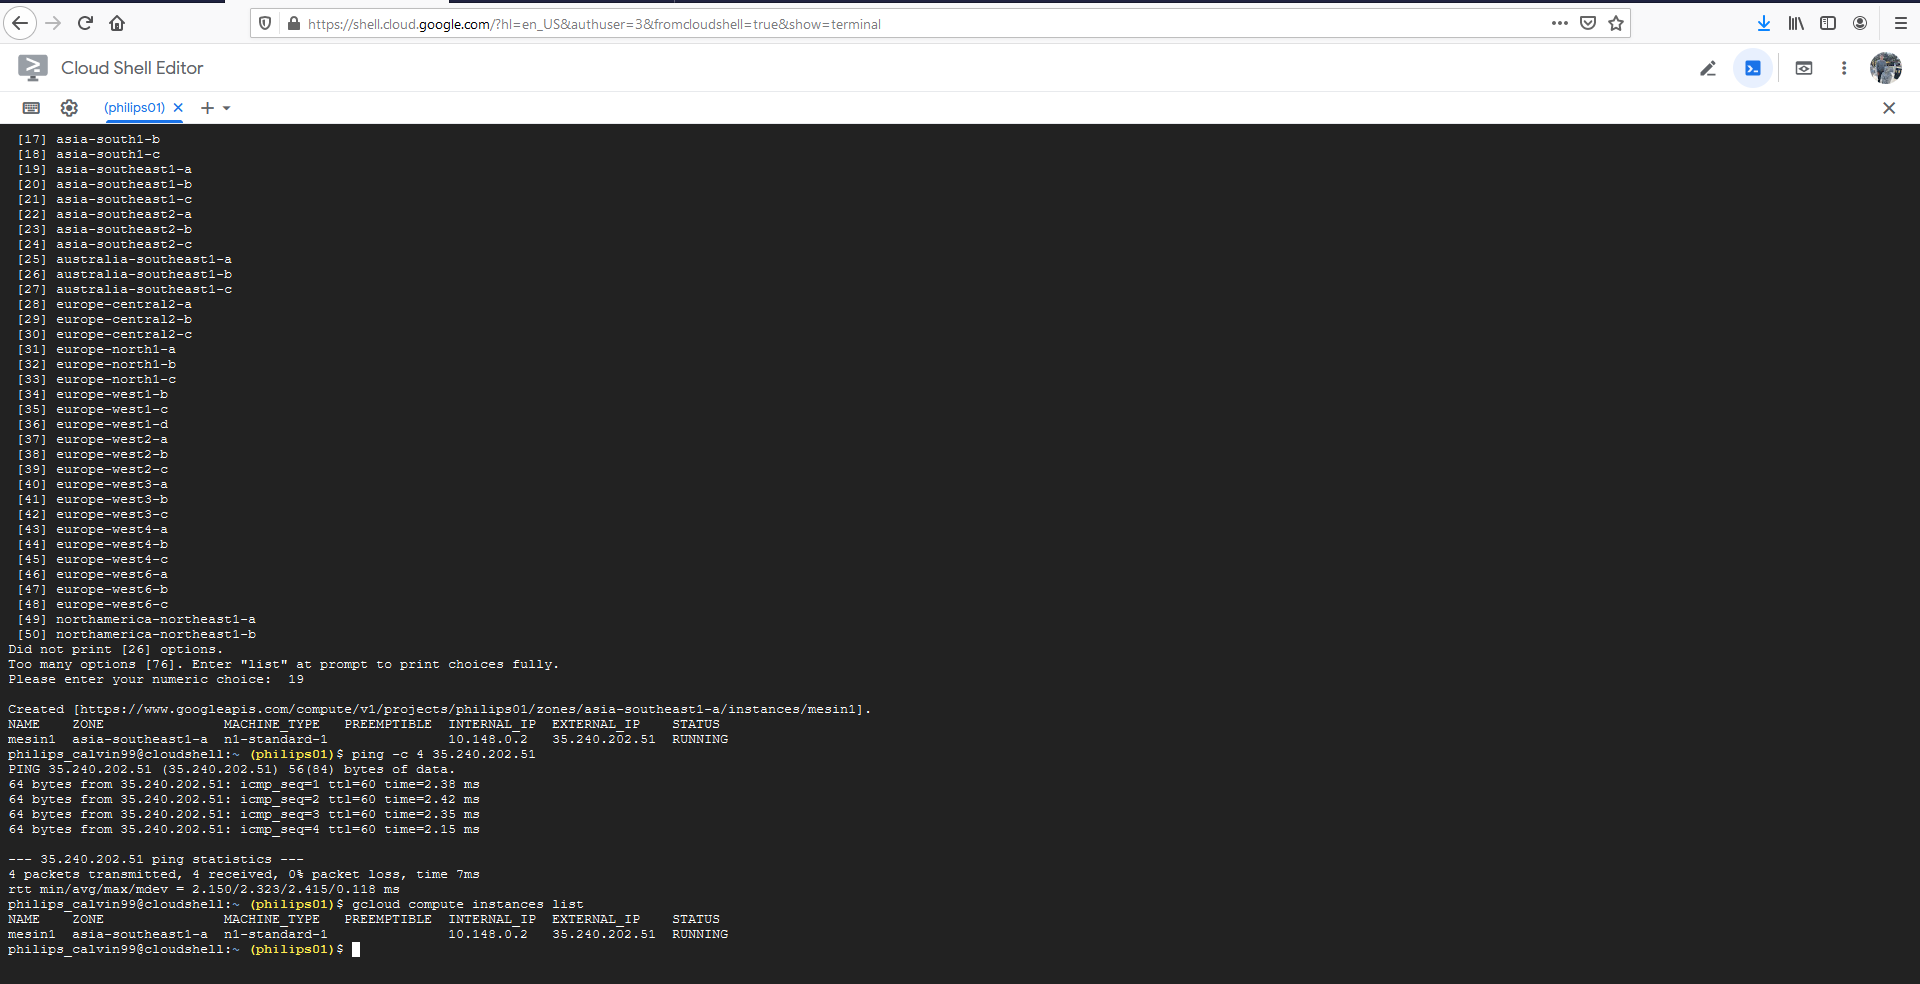 https://shell.cloud.google.com/?hl=en_US&authuser=3&fromcloudshell=true&show=terminal
Cloud Shell Editor
(philips01)
[17] asia-south1-b
[18] asia-south1-c
[19] asia-southeast1-a
[20] asia-southeast1-b
[21] asia-southeast1-c
[22] asia-southeast2-a
[23] asia-southeast2-b
[24] asia-southeast2-c
[25] australia-southeast1-a
[26] australia-southeast1-b
[27] australia-southeast1-c
[28] europe-central2-a
[29] europe-central2-b
[30] europe-central2-c
[31] europe-north1-a
[32] europe-north1-b
[33] europe-north1-c
[34] europe-west1-b
[35] europe-west1-c
[36] europe-west1-d
[37] europe-west2-a
[38] europe-west2-b
[39] europe-west2-c
[40] europe-west3-a
[41] europe-west3-b
[42] europe-west3-c
[43] europe-west4-a
[44] europe-west4-b
[45] europe-west4-c
[46] europe-west6-a
[47] europe-west6-b
[48] europe-west6-c
[49] northamerica-northeast1-a
[50] northamerica-northeast1-b
Did not print [26] options.
Too many options [76]. Enter "list" at prompt to print choices fully.
Please enter your numeric choice:  19
Created [https://www.googleapis.com/compute/v1/projects/philips01/zones/asia-southeast1-a/instances/mesin1].
NAME    ZONE               MACHINE_TYPE   PREEMPTIBLE  INTERNAL_IP  EXTERNAL_IP    STATUS
mesin1  asia-southeast1-a  n1-standard-1               10.148.0.2   35.240.202.51  RUNNING
philips_calvin99@cloudshell:~ (philips01)$ ping -c 4 35.240.202.51
PING 35.240.202.51 (35.240.202.51) 56(84) bytes of data.
64 bytes from 35.240.202.51: icmp_seq=1 ttl=60 time=2.38 ms
64 bytes from 35.240.202.51: icmp_seq=2 ttl=60 time=2.42 ms
64 bytes from 35.240.202.51: icmp_seq=3 ttl=60 time=2.35 ms
64 bytes from 35.240.202.51: icmp_seq=4 ttl=60 time=2.15 ms
--- 35.240.202.51 ping statistics ---
4 packets transmitted, 4 received, 0% packet loss, time 7ms
rtt min/avg/max/mdev = 2.150/2.323/2.415/0.118 ms
philips_calvin99@cloudshell:~ (philips01)$ gcloud compute instances list
NAME    ZONE               MACHINE_TYPE   PREEMPTIBLE  INTERNAL_IP  EXTERNAL_IP    STATUS
mesin1  asia-southeast1-a  n1-standard-1               10.148.0.2   35.240.202.51  RUNNING
philips_calvin99@cloudshell:~ (philips01)$